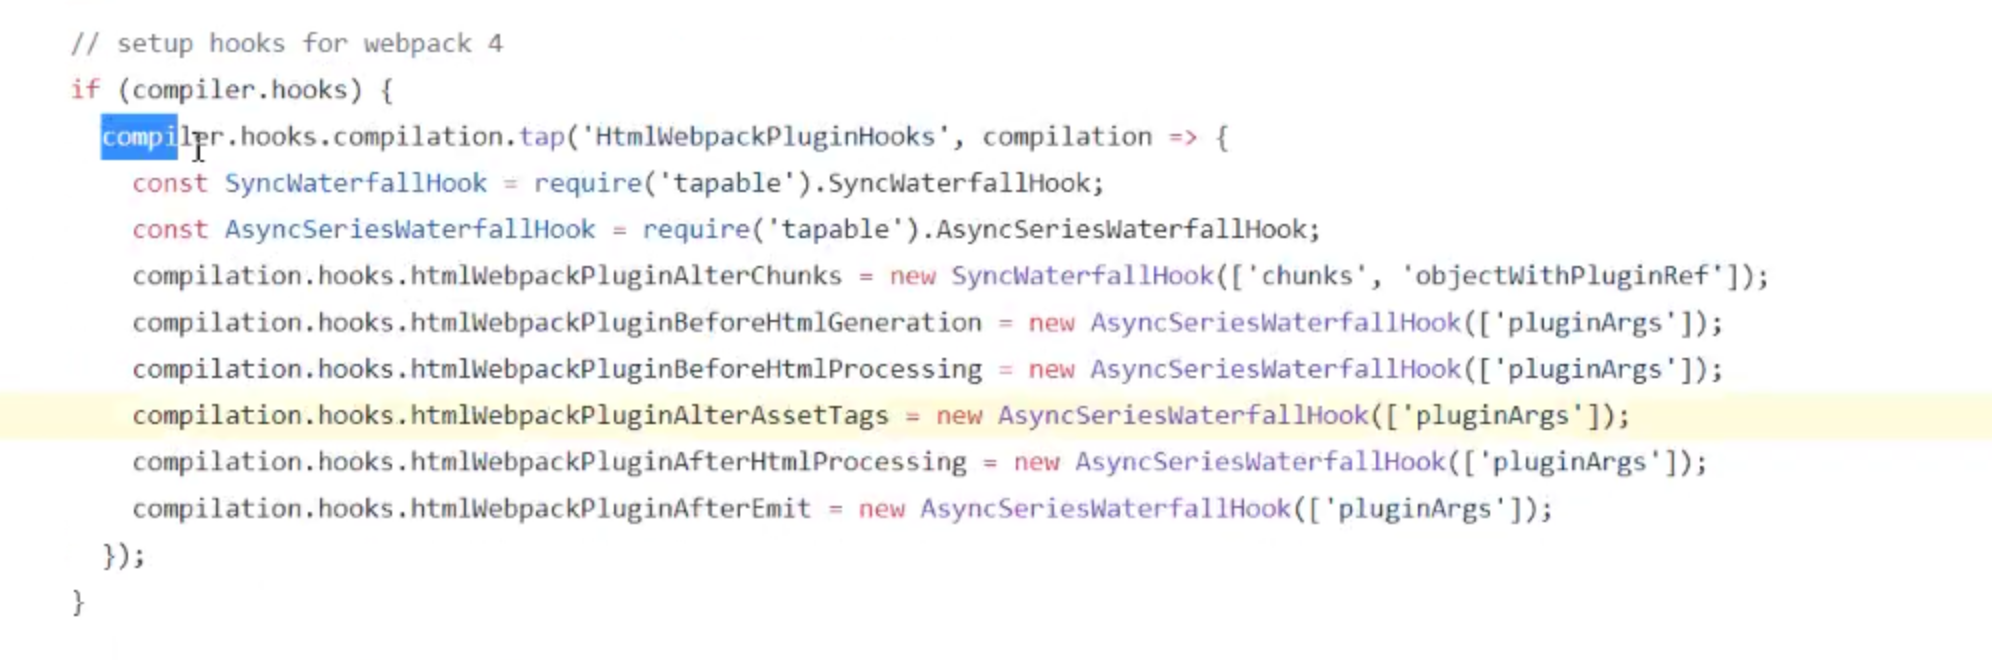 // setup hooks for webpack 4
if (compiler.hooks) {
compiler.hooks.compilation.tap('HtmlWebpackPluginHooks', compilation => {
const SyncWaterfallHook = require('tapable').SyncWaterfallHook;
const AsyncSeriesWaterfallHook = require('tapable').AsyncSeriesWaterfallHook;
compilation.hooks.htmlWebpackPluginAlterChunks = new SyncWaterfallHook(['chunks', 'objectWithPluginRef']);
compilation.hooks.htmlWebpackPluginBeforeHtmlGeneration = new AsyncSeriesWaterfallHook(['pluginArgs']);
compilation.hooks.htmlWebpackPluginBeforeHtmlProcessing = new AsyncSeriesWaterfallHook(['pluginArgs']);
compilation.hooks.htmlWebpackPluginAlterAssetTags = new AsyncSeriesWaterfallHook(['pluginArgs']);
compilation.hooks.htmlWebpackPluginAfterHtmlProcessing = new AsyncSeriesWaterfallHook(['pluginArgs']);
compilation.hooks.htmlWebpackPluginAfterEmit = new AsyncSeriesWaterfallHook(['pluginArgs']);
});
}